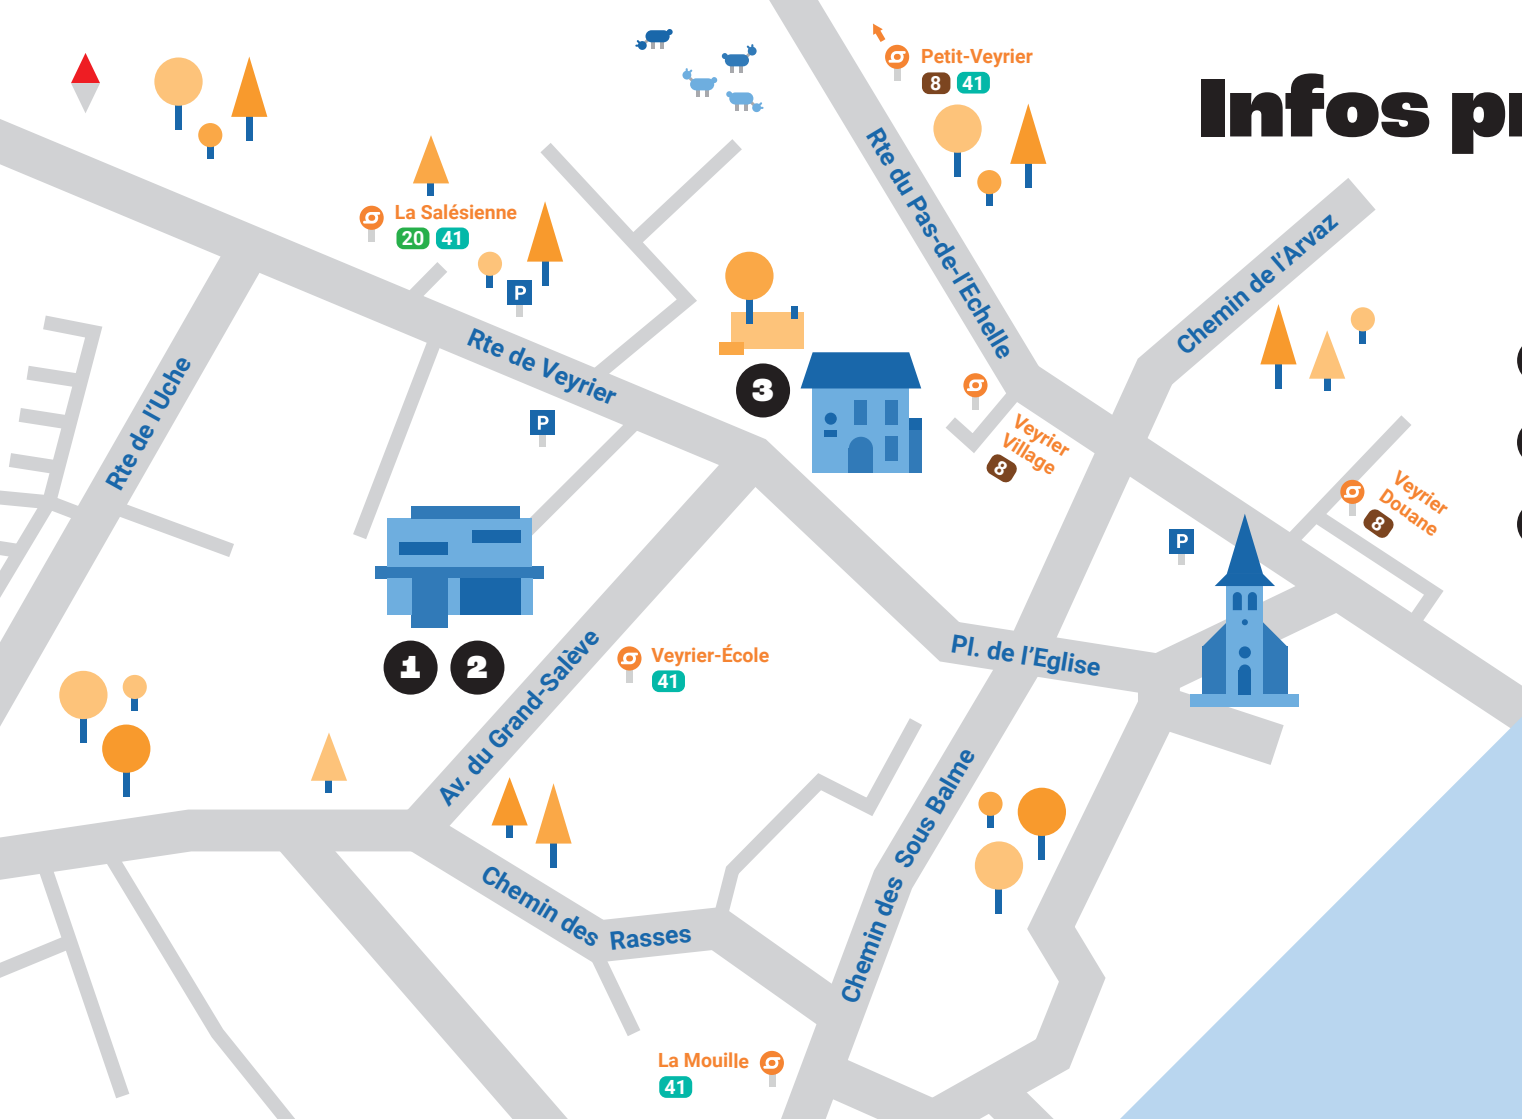 Petit-Veyrier
8 41
Infos pr
Rte du Pas-de-l'Echelle
La Salésienne
20 41
P
Chemin de l'Arvaz
Rte de Veyrier
Rte de l'Uche
3
P
Veyrier
Village
8
Veyrier
Douane
8
P
1 2
Av. du Grand-Salève
Veyrier-École
41
Pl. de l'Eglise
Chemin des Sous Balme
Chemin des Rasses
La Mouille
41